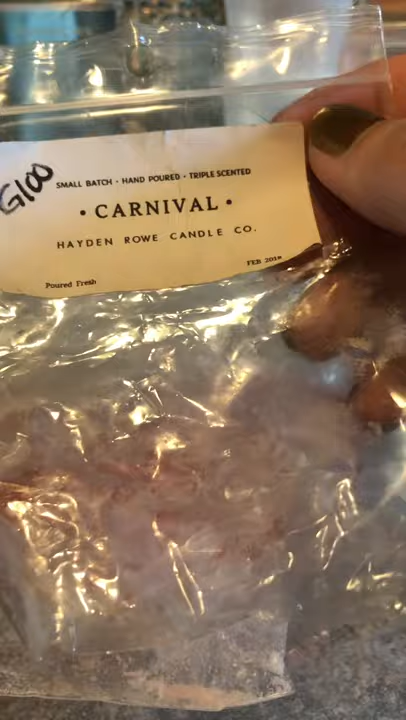 G100
SMALL BATCH • HAND POURED • TRIPLE SCENTED
• CARNIVAL •
HAYDEN ROWE CANDLE CO.
FEB 2018
Poured Fresh